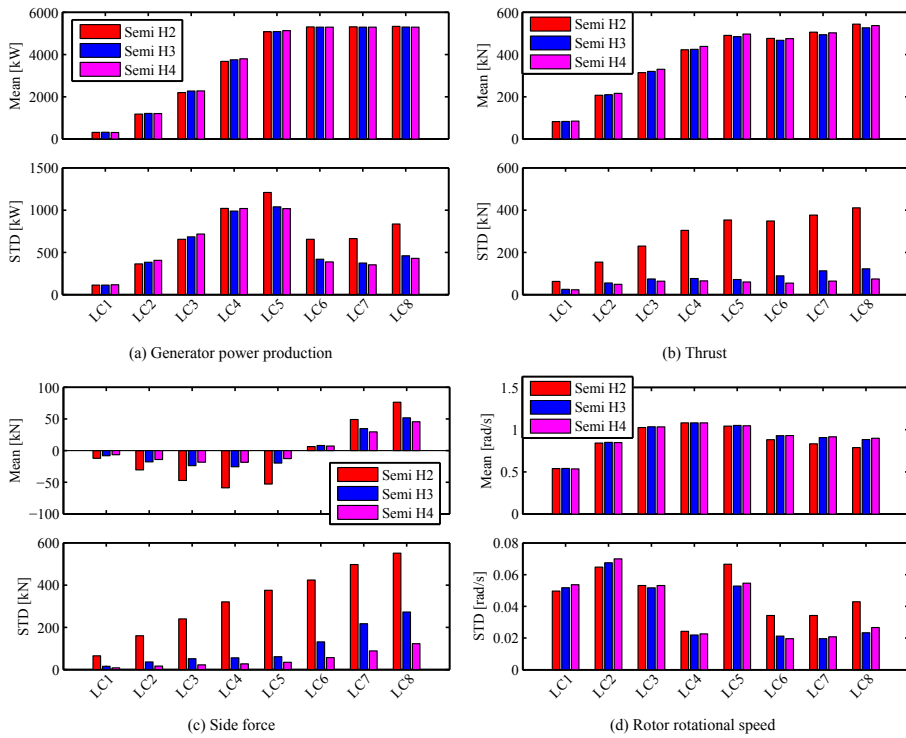 6000
4000
2000
0
Mean [kW]
Semi H2
Semi H3
Semi H4
1500
1000
500
0
STD [kW]
LC1 LC2 LC3 LC4 LC5 LC6 LC7 LC8
(a) Generator power production
600
400
200
0
Mean [kN]
Semi H2
Semi H3
Semi H4
600
400
200
0
STD [kN]
LC1 LC2 LC3 LC4 LC5 LC6 LC7 LC8
(b) Thrust
100
50
0
−50
−100
Mean [kN]
Semi H2
Semi H3
Semi H4
600
400
200
0
STD [kN]
LC1 LC2 LC3 LC4 LC5 LC6 LC7 LC8
(c) Side force
1.5
1
0.5
0
Mean [rad/s]
Semi H2
Semi H3
Semi H4
0.08
0.06
0.04
0.02
0
STD [rad/s]
LC1 LC2 LC3 LC4 LC5 LC6 LC7 LC8
(d) Rotor rotational speed